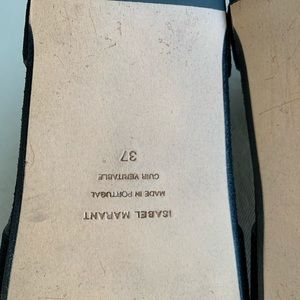 ISABEL MARANT
MADE IN PORTUGAL
CUIR VERITABLE
37